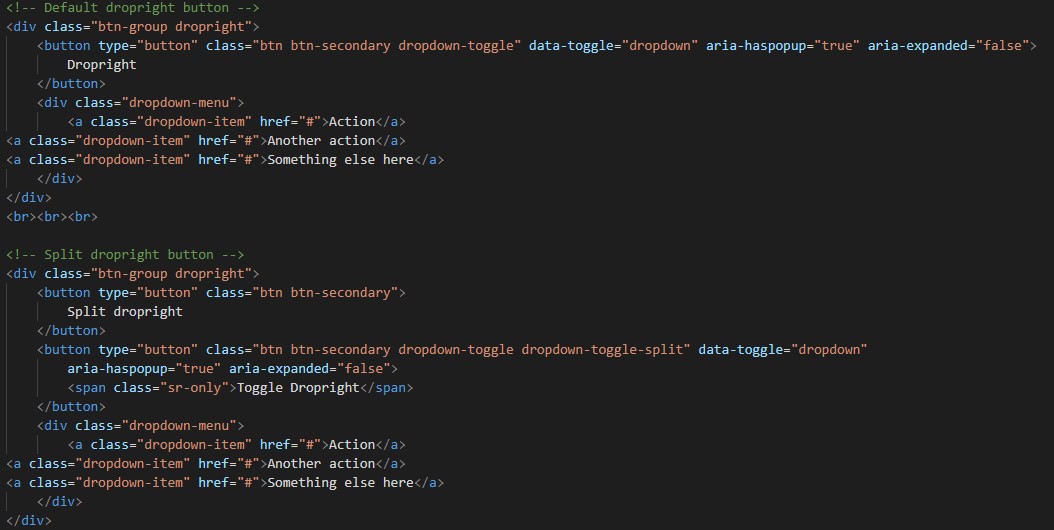 <!-- Default dropright button -->
<div class="btn-group dropright">
    <button type="button" class="btn btn-secondary dropdown-toggle" data-toggle="dropdown" aria-haspopup="true" aria-expanded="false">
        Dropright
    </button>
    <div class="dropdown-menu">
        <a class="dropdown-item" href="#">Action</a>
<a class="dropdown-item" href="#">Another action</a>
<a class="dropdown-item" href="#">Something else here</a>
    </div>
</div>
<br><br><br>

<!-- Split dropright button -->
<div class="btn-group dropright">
    <button type="button" class="btn btn-secondary">
        Split dropright
    </button>
    <button type="button" class="btn btn-secondary dropdown-toggle dropdown-toggle-split" data-toggle="dropdown"
        aria-haspopup="true" aria-expanded="false">
        <span class="sr-only">Toggle Dropright</span>
    </button>
    <div class="dropdown-menu">
        <a class="dropdown-item" href="#">Action</a>
<a class="dropdown-item" href="#">Another action</a>
<a class="dropdown-item" href="#">Something else here</a>
    </div>
</div>